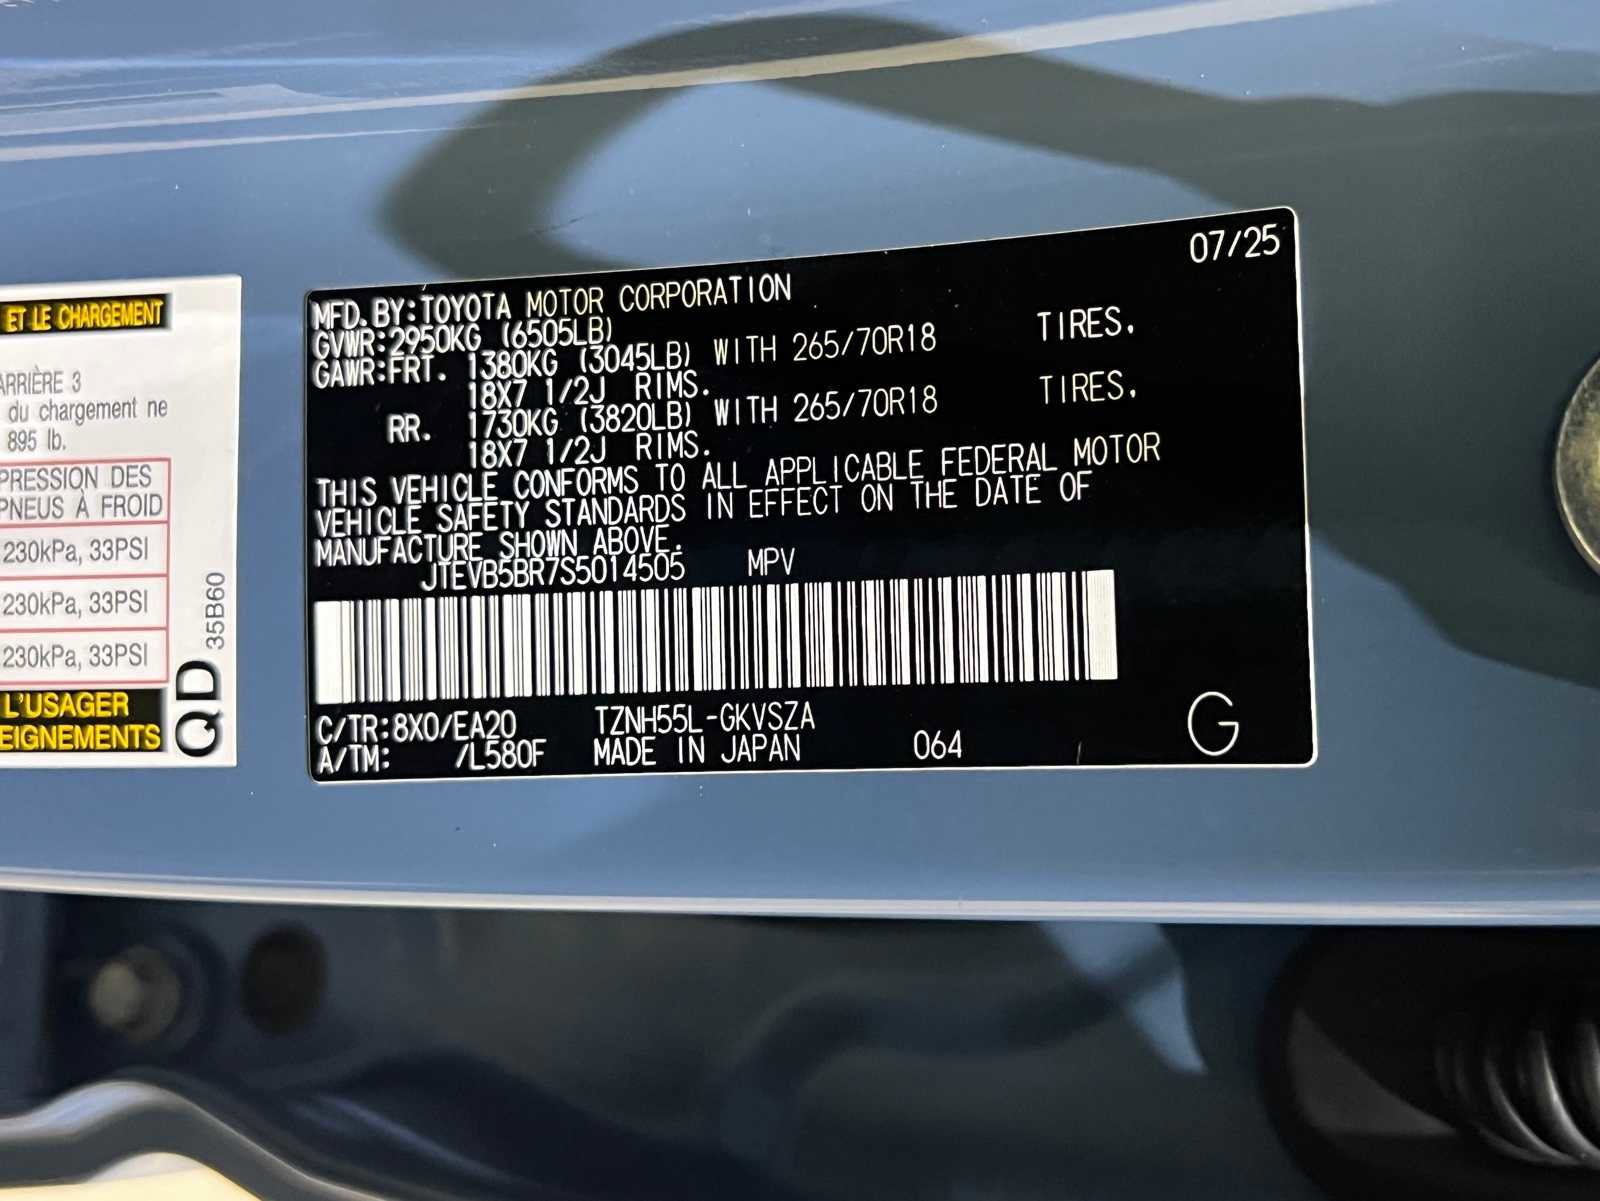 ET LE CHARGEMENT
ARRIÈRE 3
du chargement ne
895 lb.
PRESSION DES
PNEUS À FROID
230kPa, 33PSI
230kPa, 33PSI
230kPa, 33PSI
L'USAGER
EIGNEMENTS
QD 35B60
07/25
MFD.BY:TOYOTA MOTOR CORPORATION
GVWR:2950KG (6505LB)
GAWR:FRT. 1380KG (3045LB) WITH 265/70R18 TIRES.
18X7 1/2J RIMS.
RR. 1730KG (3820LB) WITH 265/70R18 TIRES.
18X7 1/2J RIMS.
THIS VEHICLE CONFORMS TO ALL APPLICABLE FEDERAL MOTOR
VEHICLE SAFETY STANDARDS IN EFFECT ON THE DATE OF
MANUFACTURE SHOWN ABOVE.
JTEVB5BR7S5014505 MPV
C/TR:8X0/EA20 TZNH55L-GKVSZA
A/TM: /L580F MADE IN JAPAN 064 G